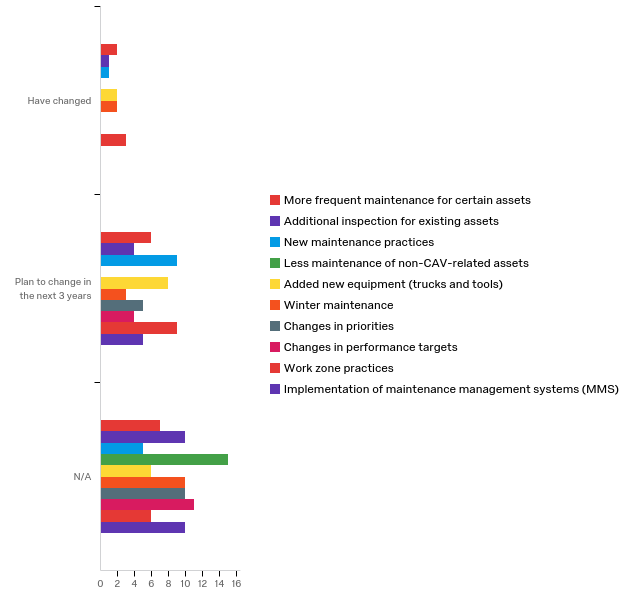 Have changed
Plan to change in
the next 3 years
N/A
0 2 4 6 8 10 12 14 16
More frequent maintenance for certain assets
Additional inspection for existing assets
New maintenance practices
Less maintenance of non-CAV-related assets
Added new equipment (trucks and tools)
Winter maintenance
Changes in priorities
Changes in performance targets
Work zone practices
Implementation of maintenance management systems (MMS)